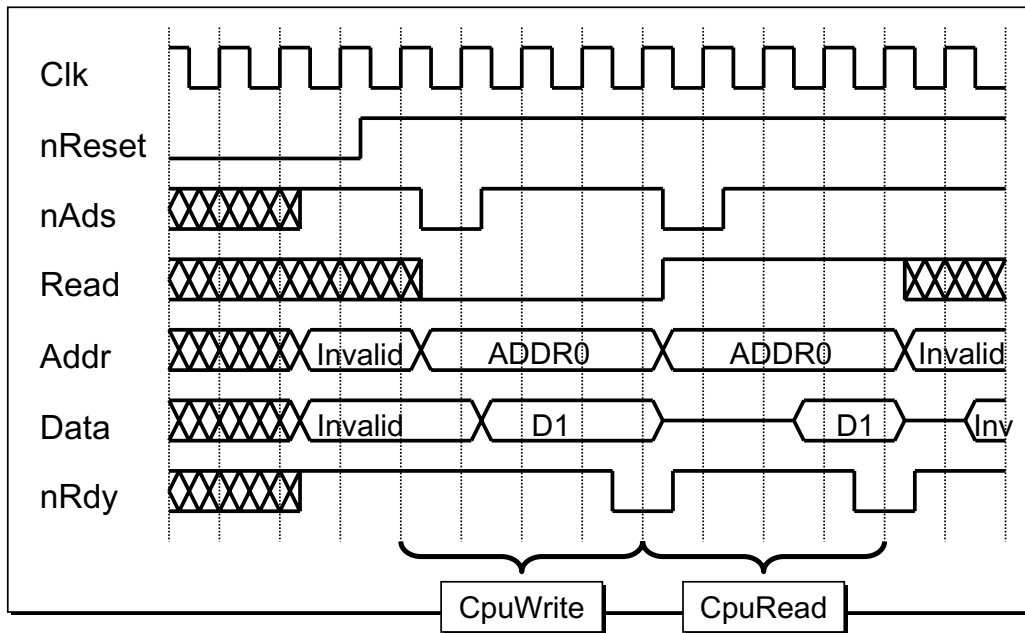 Clk
nReset
nAds
Read
Addr Invalid ADDR0 ADDR0 Invalid
Data Invalid D1 D1 Inv
nRdy
CpuWrite CpuRead